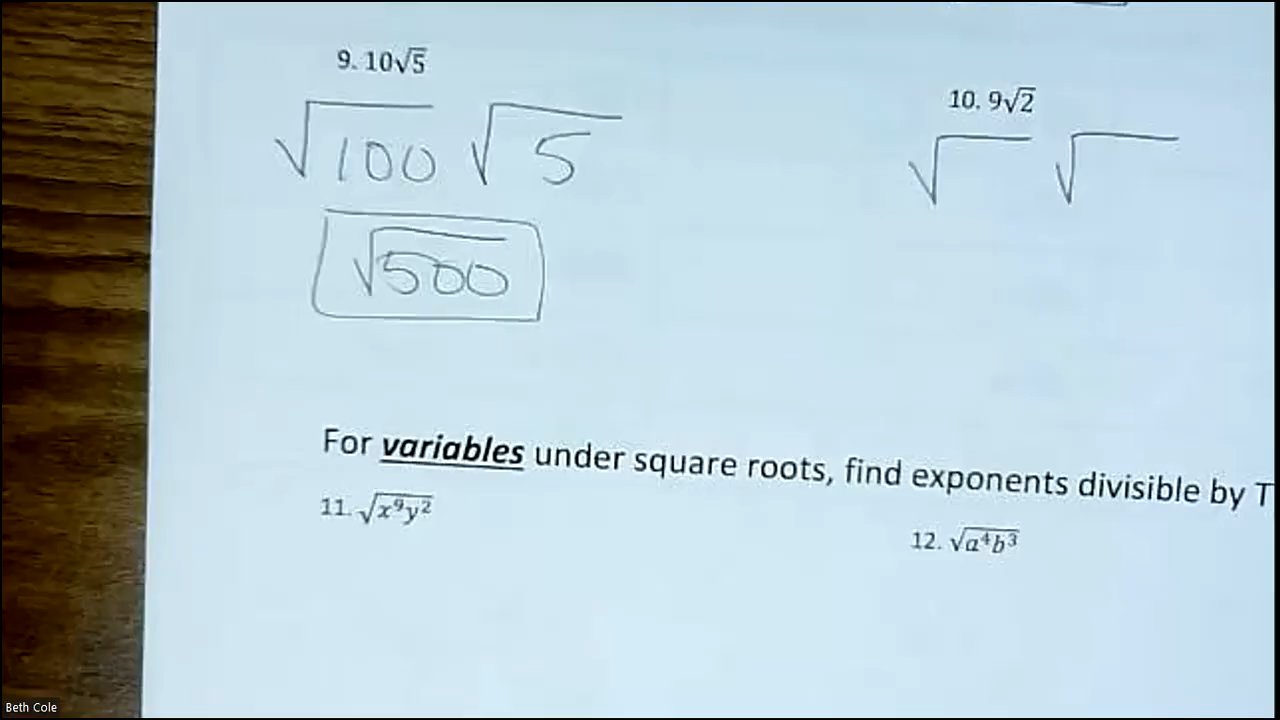 9. 10√5
√100 √5
√500
10. 9√2
√ √
For variables under square roots, find exponents divisible by T
11. √x⁹y²
12. √a⁴b³
Beth Cole